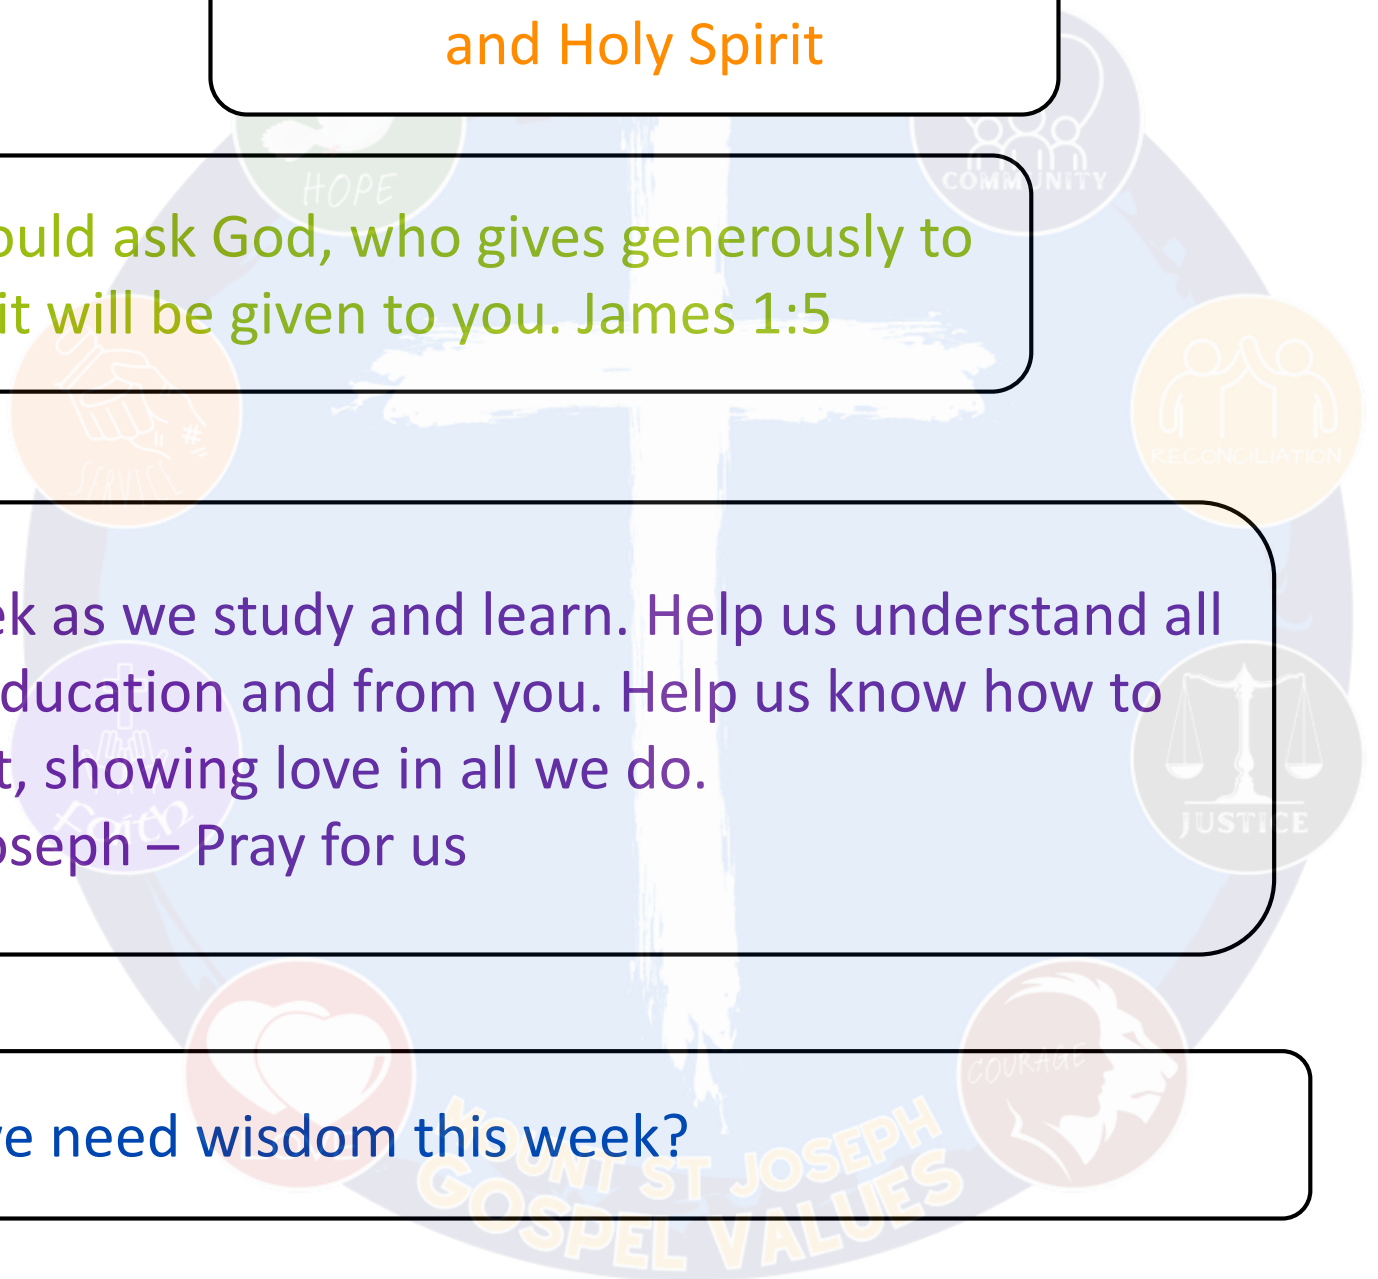 and Holy Spirit
HOPE
COMMUNITY
ould ask God, who gives generously to
it will be given to you. James 1:5
SERVICE
RECONCILIATION
ek as we study and learn. Help us understand all
ducation and from you. Help us know how to
t, showing love in all we do.
oseph – Pray for us
Faith
JUSTICE
COURAGE
e need wisdom this week?
MOUNT ST JOSEPH
GOSPEL VALUES